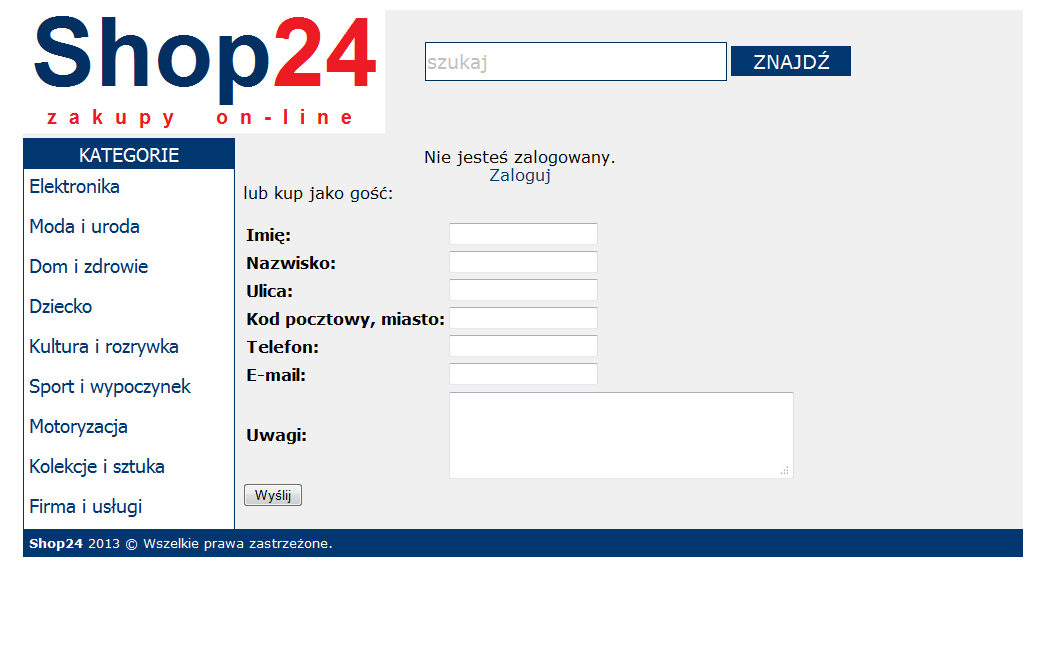 Shop24
zakupy on-line
szukaj
ZNAJDŹ
KATEGORIE
Elektronika
Moda i uroda
Dom i zdrowie
Dziecko
Kultura i rozrywka
Sport i wypoczynek
Motoryzacja
Kolekcje i sztuka
Firma i usługi
Nie jesteś zalogowany.
Zaloguj
lub kup jako gość:
Imię:
Nazwisko:
Ulica:
Kod pocztowy, miasto:
Telefon:
E-mail:
Uwagi:
Wyślij
Shop24 2013 © Wszelkie prawa zastrzeżone.